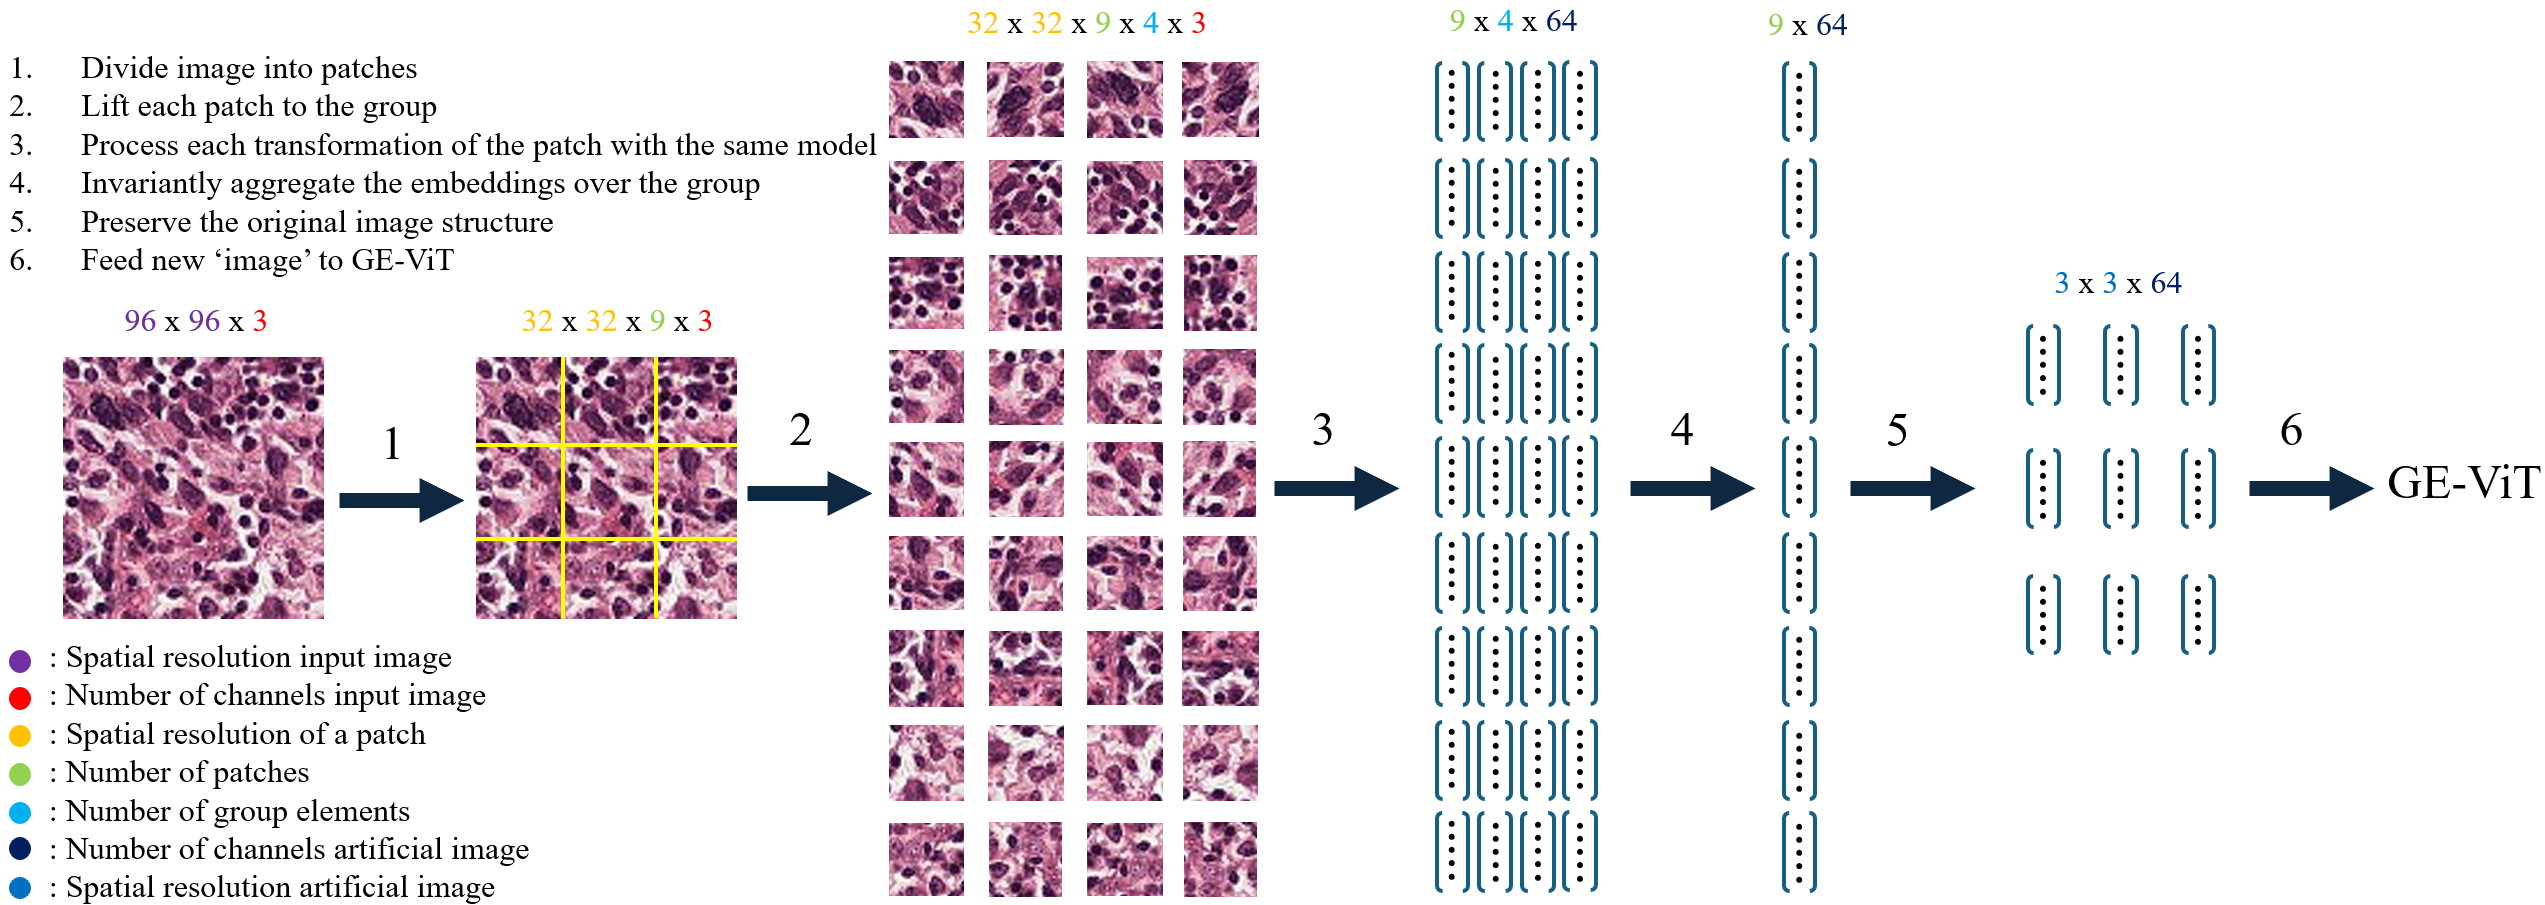 1. Divide image into patches
2. Lift each patch to the group
3. Process each transformation of the patch with the same model
4. Invariantly aggregate the embeddings over the group
5. Preserve the original image structure
6. Feed new ‘image’ to GE-ViT
96 x 96 x 3
32 x 32 x 9 x 3
32 x 32 x 9 x 4 x 3
9 x 4 x 64
9 x 64
3 x 3 x 64
1
2
3
4
5
6
GE-ViT
: Spatial resolution input image
: Number of channels input image
: Spatial resolution of a patch
: Number of patches
: Number of group elements
: Number of channels artificial image
: Spatial resolution artificial image